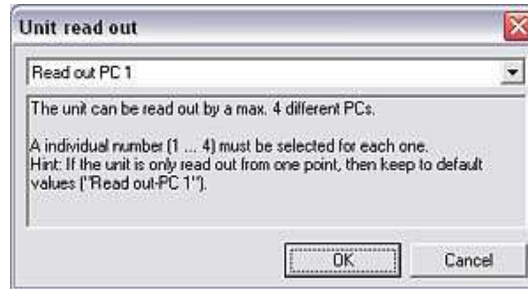 Unit read out
Read out PC 1
The unit can be read out by a max. 4 different PCs.
A individual number (1 ... 4) must be selected for each one.
Hint: If the unit is only read out from one point, then keep to default
values ("Read out-PC 1").
OK
Cancel